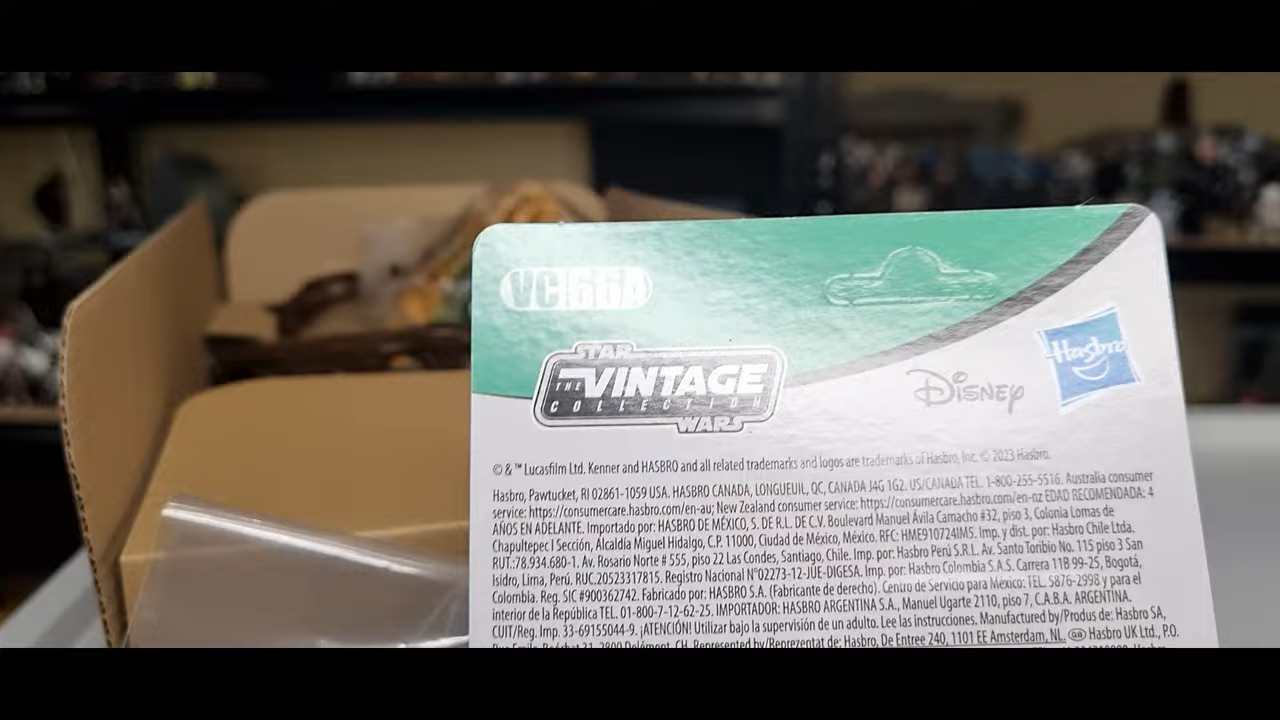 STAR
THE VINTAGE
COLLECTION
WARS
Disney
Hasbro
© & ™ Lucasfilm Ltd. Kenner and HASBRO and all related trademarks and logos are trademarks of Hasbro, Inc. © 2023 Hasbro.
Hasbro, Pawtucket, RI 02861-1059 USA. HASBRO CANADA, LONGUEUIL, QC, CANADA J4G 1G2. US/CANADA TEL. 1-800-255-5516. Australia consumer
service: https://consumercare.hasbro.com/en-au; New Zealand consumer service: https://consumercare.hasbro.com/en-nz EDAD RECOMENDADA: 4
AÑOS EN ADELANTE. Importado por: HASBRO DE MÉXICO, S. DE R.L. DE C.V. Boulevard Manuel Ávila Camacho #32, piso 3, Colonia Lomas de
Chapultepec I Sección, Alcaldía Miguel Hidalgo, C.P. 11000, Ciudad de México, México. RFC: HME910724IM5. Imp. y dist. por: Hasbro Chile Ltda.
RUT.:78.934.680-1. Av. Rosario Norte # 555, piso 22 Las Condes, Santiago, Chile. Imp. por: Hasbro Perú S.R.L. Av. Santo Toribio No. 115 piso 3 San
Isidro, Lima, Perú. RUC.20523317815. Registro Nacional N°02273-12-JUE-DIGESA. Imp. por: Hasbro Colombia S.A.S. Carrera 11B 99-25, Bogotá,
Colombia. Reg. SIC #900362742. Fabricado por: HASBRO S.A. (Fabricante de derecho). Centro de Servicio para México: TEL. 5876-2998 y para el
interior de la República TEL. 01-800-7-12-62-25. IMPORTADOR: HASBRO ARGENTINA S.A., Manuel Ugarte 2110, piso 7, C.A.B.A. ARGENTINA.
CUIT/Reg. Imp. 33-69155044-9. ¡ATENCIÓN! Utilizar bajo la supervisión de un adulto. Lee las instrucciones. Manufactured by/Produs de: Hasbro SA,
Rue Emile-Boéchat 31, 2800 Delémont, CH. Represented by/Reprezentat de: Hasbro, De Entree 240, 1101 EE Amsterdam, NL. GB Hasbro UK Ltd., P.O.